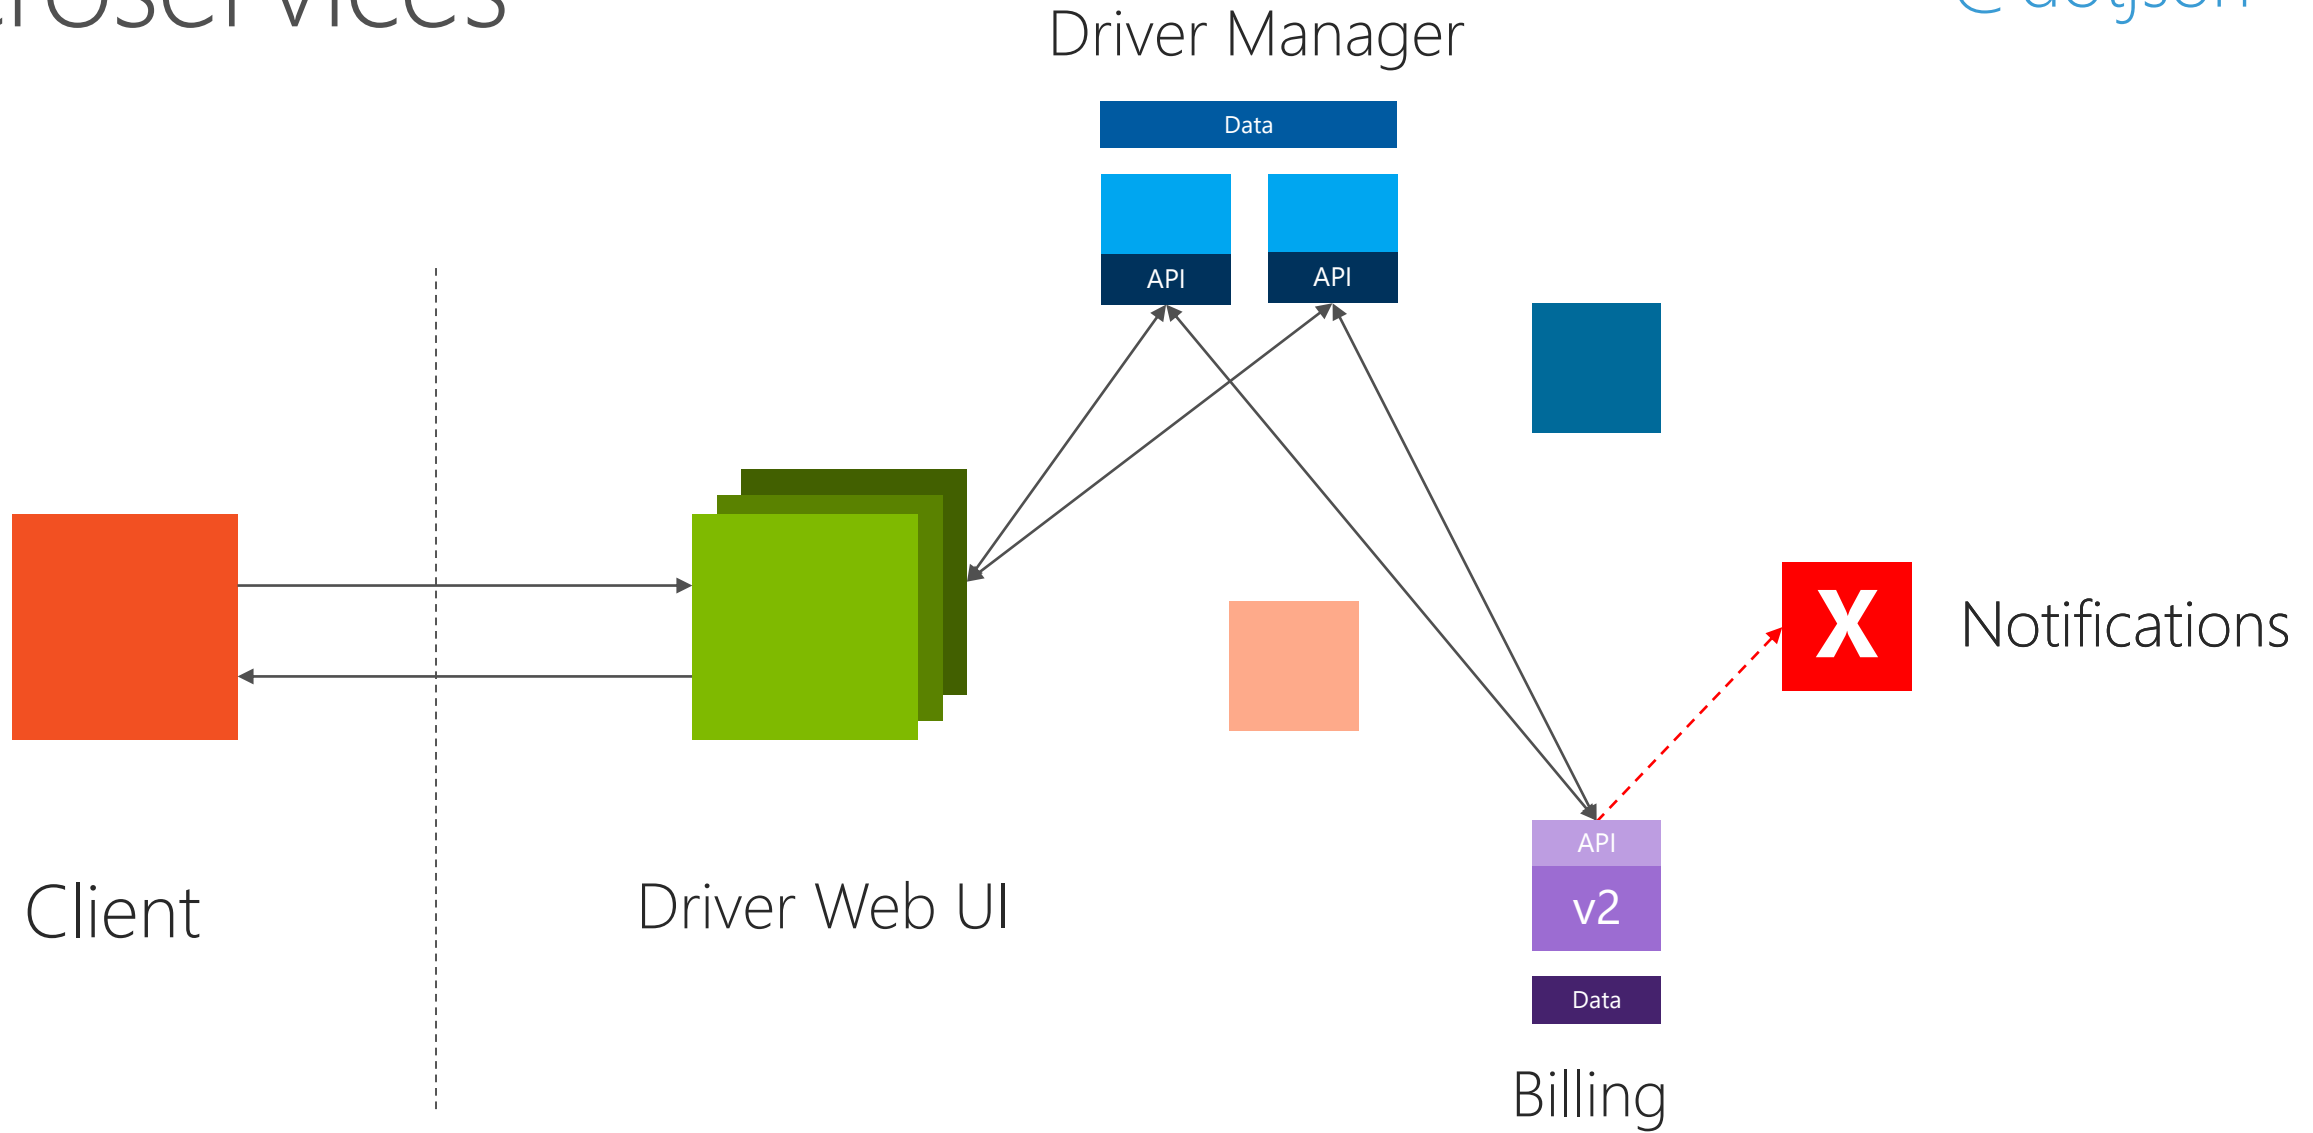 Driver Manager
Data
API
API
X
Notifications
API
v2
Data
Client
Driver Web UI
Billing